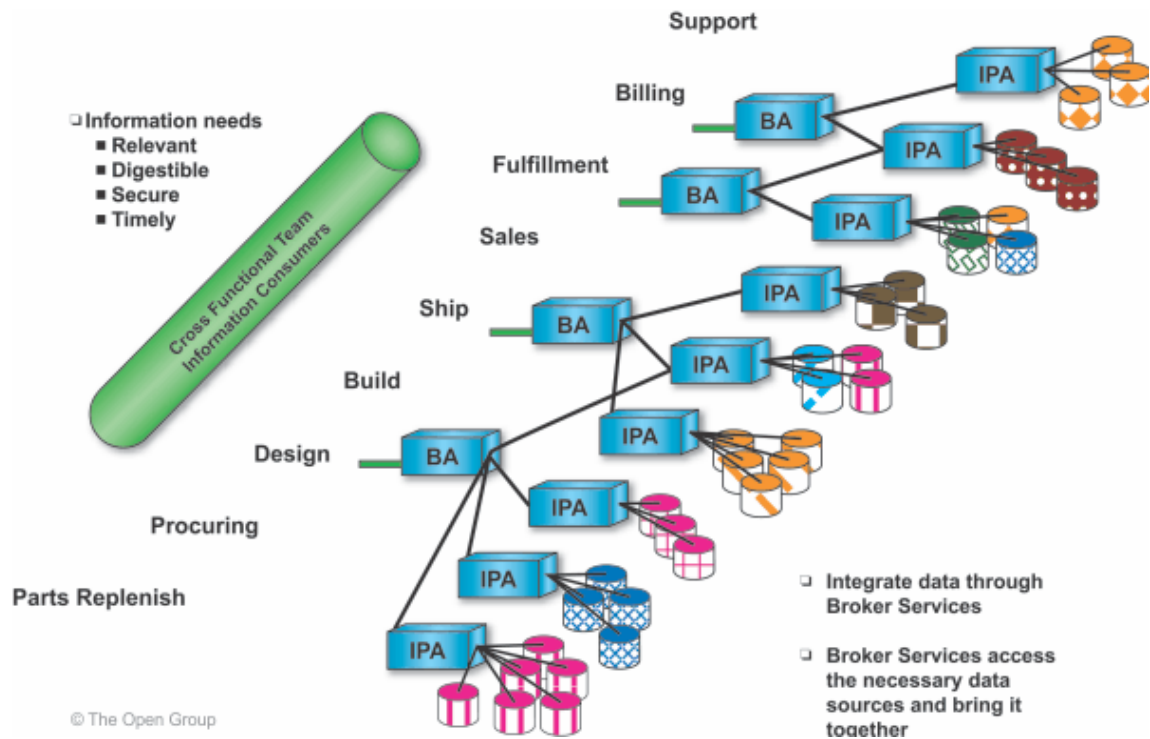 Support
IPA
Billing
BA
❑ Information needs
■ Relevant
■ Digestible
■ Secure
■ Timely
IPA
Fulfillment
BA
IPA
Sales
Cross Functional Team
Information Consumers
IPA
Ship
BA
IPA
Build
IPA
Design
BA
IPA
Procuring
IPA
Parts Replenish
IPA
❑ Integrate data through
Broker Services
❑ Broker Services access
the necessary data
sources and bring it
together
© The Open Group